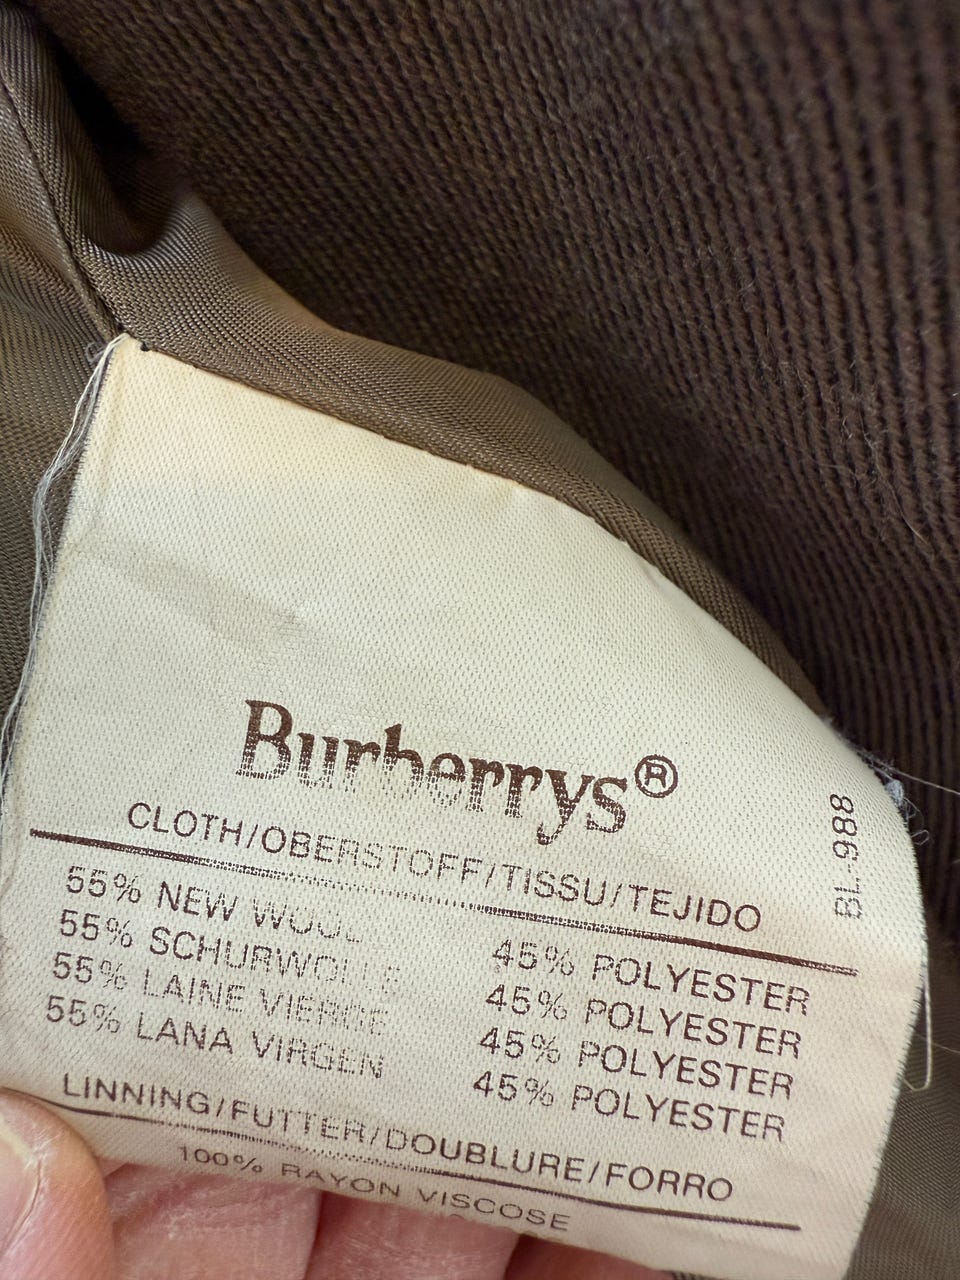 Burberrys®
CLOTH/OBERSTOFF/TISSU/TEJIDO
55% NEW WOOL 45% POLYESTER
55% SCHURWOLLE 45% POLYESTER
55% LAINE VIERGE 45% POLYESTER
55% LANA VIRGEN 45% POLYESTER
LINNING/FUTTER/DOUBLURE/FORRO
100% RAYON VISCOSE
BL-988